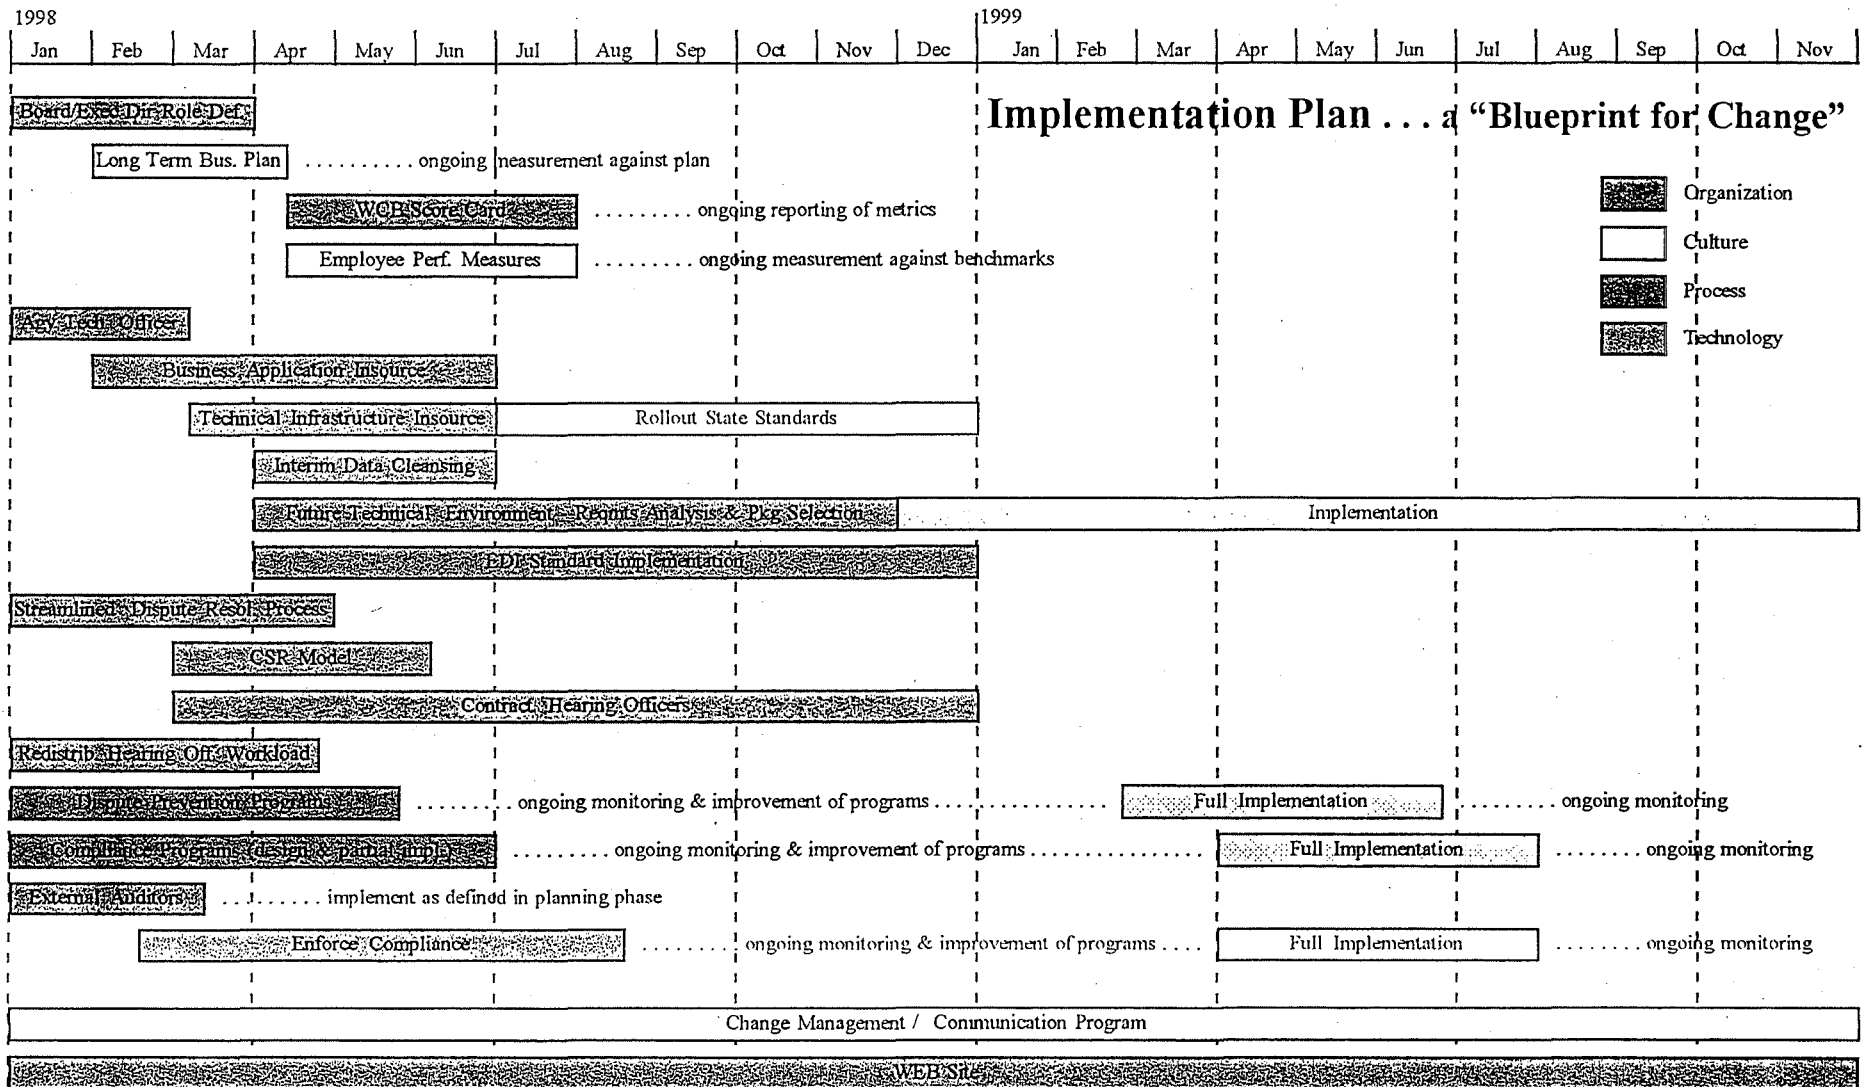 1998 1999
Jan Feb Mar Apr May Jun Jul Aug Sep Oct Nov Dec Jan Feb Mar Apr May Jun Jul Aug Sep Oct Nov
Implementation Plan . . . a “Blueprint for Change”
Board/Exec Dir Role Def.
Long Term Bus. Plan . . . . . . . . . . ongoing measurement against plan
Organization
WCB Score Card . . . . . . . . . ongoing reporting of metrics
Culture
Employee Perf. Measures . . . . . . . . . ongoing measurement against benchmarks
Process
Agy Tech. Officer
Technology
Business Application Insource
Technical Infrastructure Insource Rollout State Standards
Interim Data Cleansing
Future Technical Environment - Reqmts Analysis & Pkg Selection Implementation
EDI Standard Implementation
Streamlined Dispute Resol. Process
CSR Model
Contract Hearing Officers
Redistrib. Hearing Off. Workload
Dispute Prevention Programs . . . . . . . . . ongoing monitoring & improvement of programs . . . . . . . . . . . . . . . . Full Implementation . . . . . . . . . ongoing monitoring
Compliance Programs (design & partial impl.) . . . . . . . . . ongoing monitoring & improvement of programs . . . . . . . . . . . . . . . . Full Implementation . . . . . . . . . ongoing monitoring
External Auditors . . . . . . . . . implement as defined in planning phase
Enforce Compliance . . . . . . . . . ongoing monitoring & improvement of programs . . . . Full Implementation . . . . . . . . . ongoing monitoring
Change Management / Communication Program
WEB Site